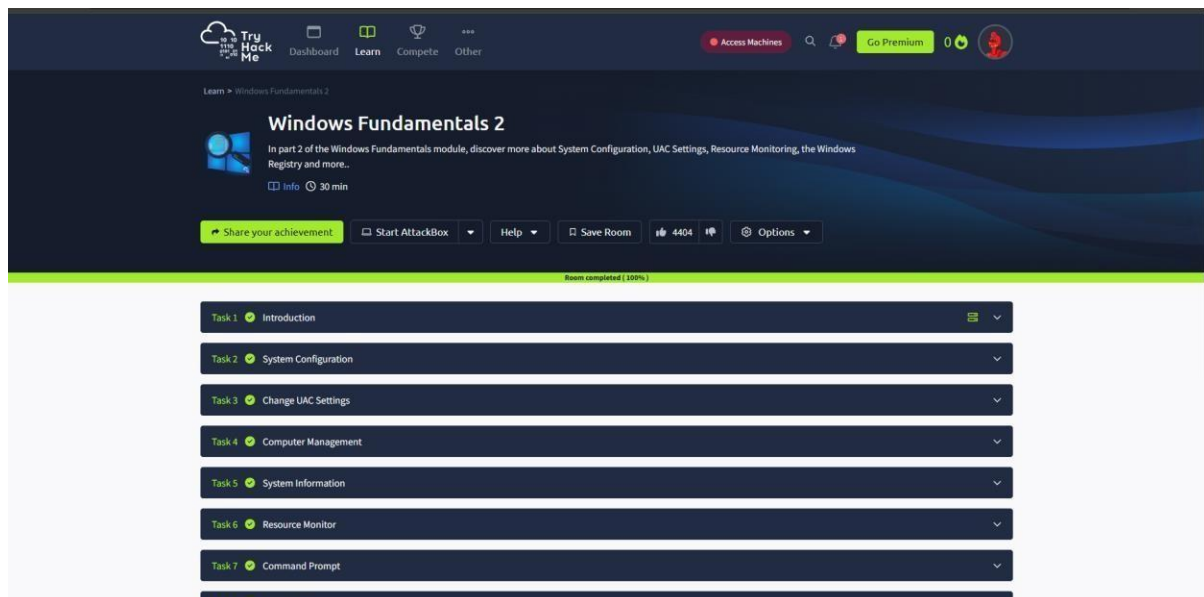 Try
Hack
Me
Dashboard
Learn
Compete
Other
Access Machines
Go Premium
0
Learn > Windows Fundamentals 2
Windows Fundamentals 2
In part 2 of the Windows Fundamentals module, discover more about System Configuration, UAC Settings, Resource Monitoring, the Windows
Registry and more..
Info 30 min
Share your achievement
Start AttackBox
Help
Save Room
4404
Options
Room completed ( 100% )
Task 1 Introduction
Task 2 System Configuration
Task 3 Change UAC Settings
Task 4 Computer Management
Task 5 System Information
Task 6 Resource Monitor
Task 7 Command Prompt